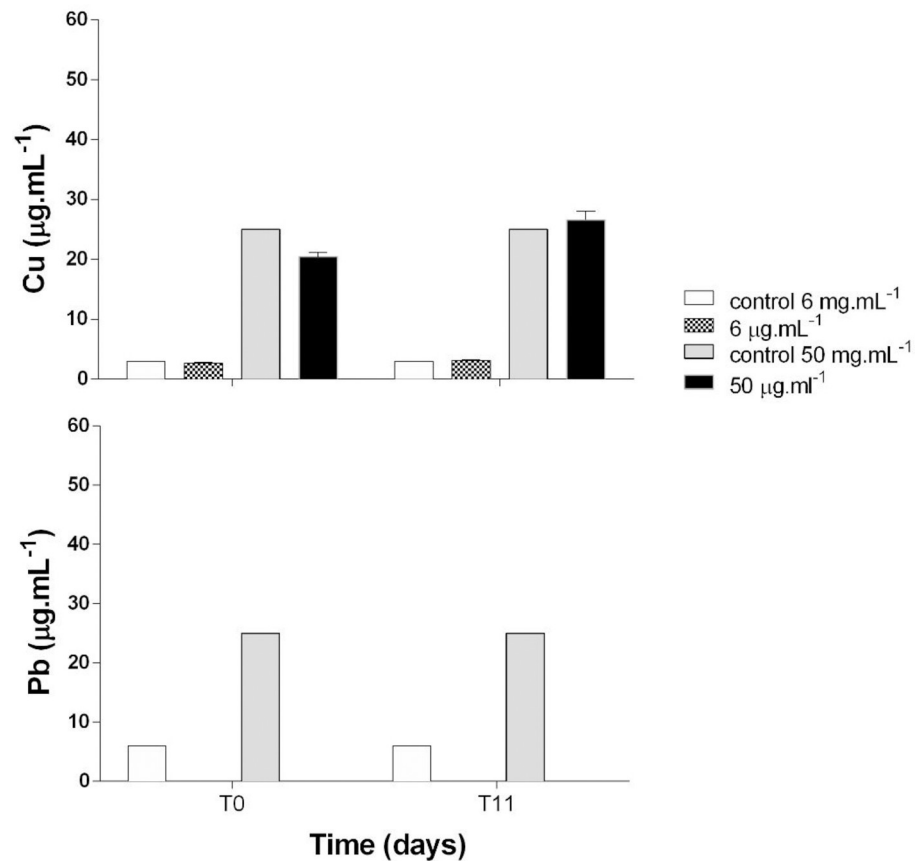 60
50
40
30
20
10
0
Cu (µg.mL⁻¹)
control 6 mg.mL⁻¹
6 µg.mL⁻¹
control 50 mg.mL⁻¹
50 µg.ml⁻¹
60
50
40
30
20
10
0
Pb (µg.mL⁻¹)
T0 T11
Time (days)